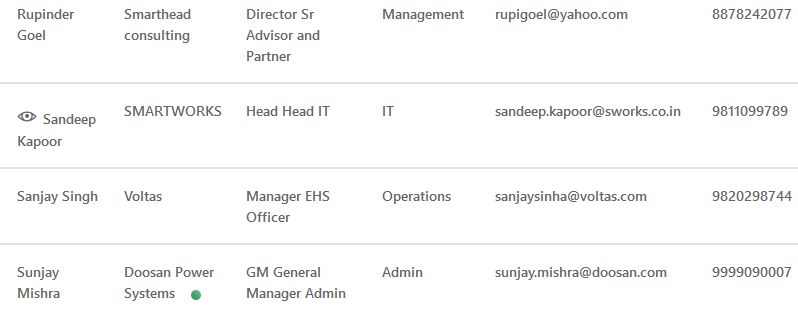 Rupinder Smarthead Director Sr Management rupigoel@yahoo.com 8878242077
Goel consulting Advisor and
Partner
SMARTWORKS Head Head IT IT sandeep.kapoor@sworks.co.in 9811099789
Sandeep
Kapoor
Sanjay Singh Voltas Manager EHS Operations sanjaysinha@voltas.com 9820298744
Officer
Sunjay Doosan Power GM General Admin sunjay.mishra@doosan.com 9999090007
Mishra Systems Manager Admin